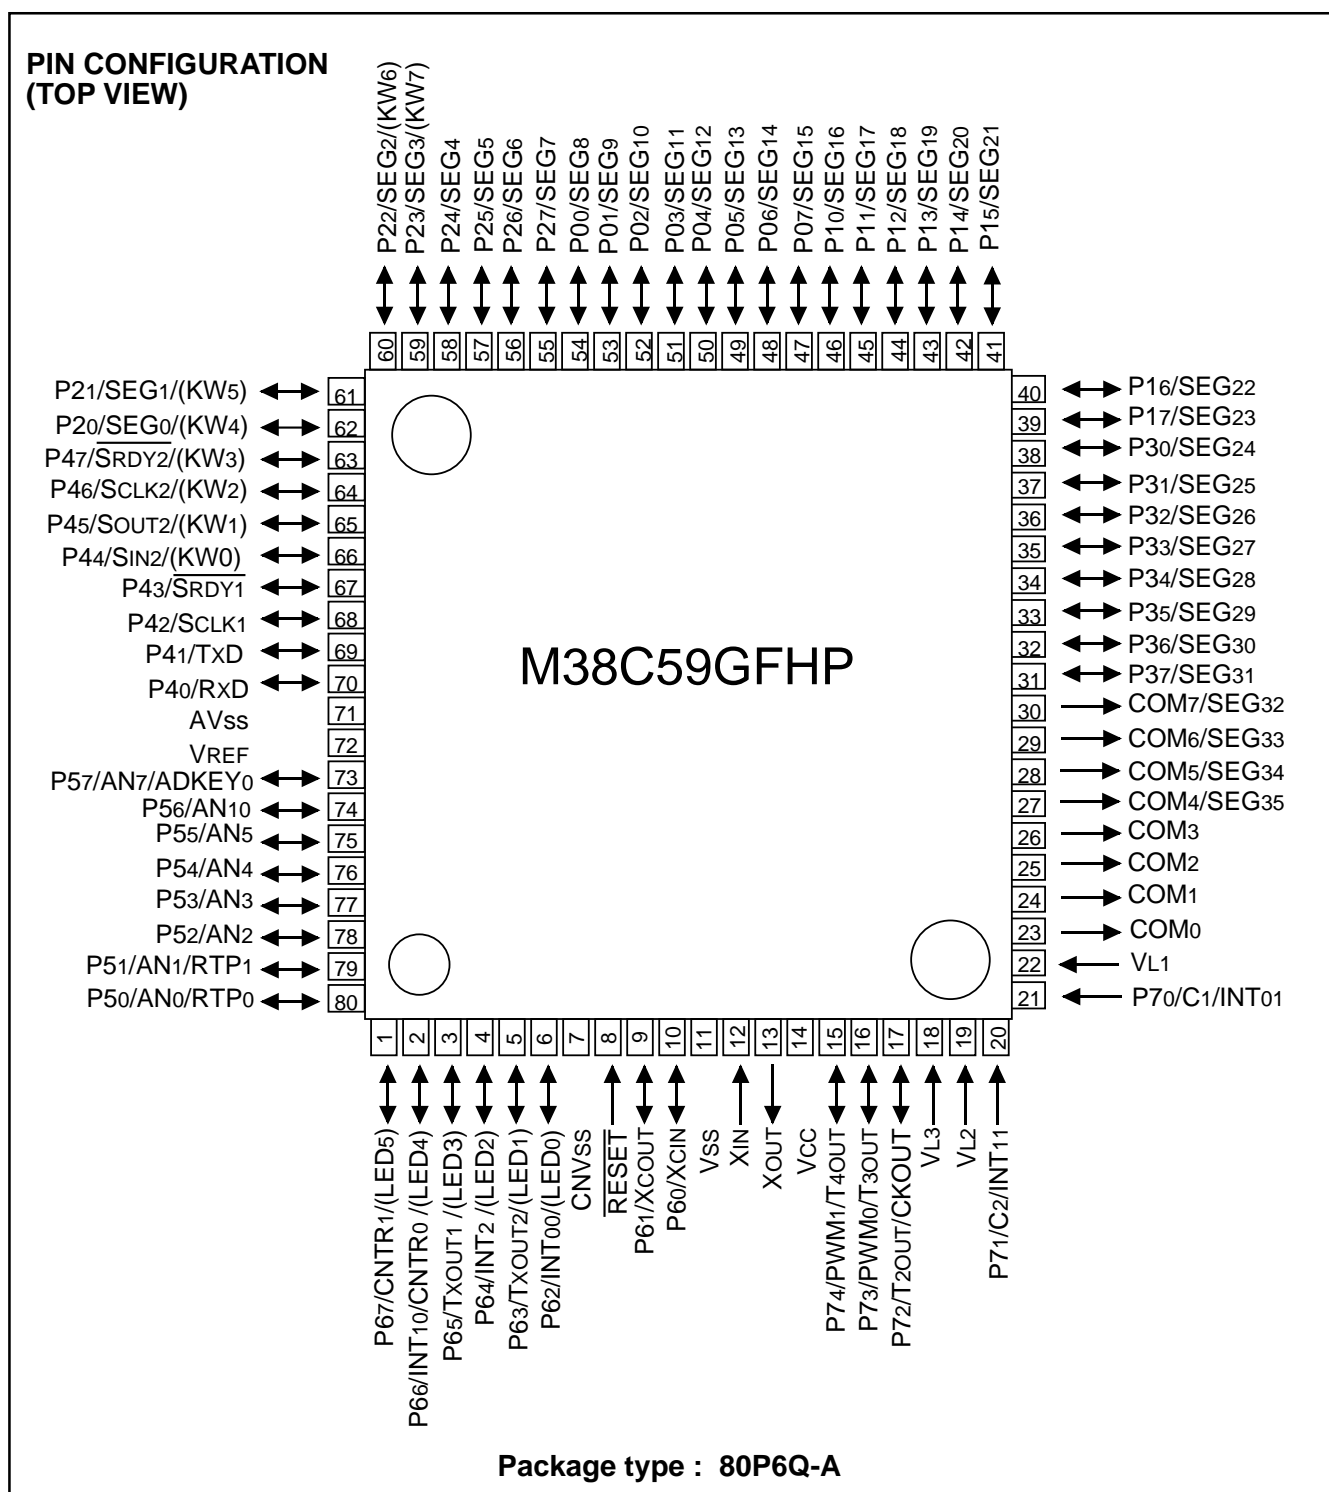 PIN CONFIGURATION
(TOP VIEW)
P22/SEG2/(KW6)
P23/SEG3/(KW7)
P24/SEG4
P25/SEG5
P26/SEG6
P27/SEG7
P00/SEG8
P01/SEG9
P02/SEG10
P03/SEG11
P04/SEG12
P05/SEG13
P06/SEG14
P07/SEG15
P10/SEG16
P11/SEG17
P12/SEG18
P13/SEG19
P14/SEG20
P15/SEG21
60 59 58 57 56 55 54 53 52 51 50 49 48 47 46 45 44 43 42 41
P21/SEG1/(KW5) 61
P20/SEG0/(KW4) 62
P47/SRDY2/(KW3) 63
P46/SCLK2/(KW2) 64
P45/SOUT2/(KW1) 65
P44/SIN2/(KW0) 66
P43/SRDY1 67
P42/SCLK1 68
P41/TXD 69
P40/RXD 70
AVss 71
VREF 72
P57/AN7/ADKEY0 73
P56/AN10 74
P55/AN5 75
P54/AN4 76
P53/AN3 77
P52/AN2 78
P51/AN1/RTP1 79
P50/AN0/RTP0 80
M38C59GFHP
40 P16/SEG22
39 P17/SEG23
38 P30/SEG24
37 P31/SEG25
36 P32/SEG26
35 P33/SEG27
34 P34/SEG28
33 P35/SEG29
32 P36/SEG30
31 P37/SEG31
30 COM7/SEG32
29 COM6/SEG33
28 COM5/SEG34
27 COM4/SEG35
26 COM3
25 COM2
24 COM1
23 COM0
22 VL1
21 P70/C1/INT01
1 2 3 4 5 6 7 8 9 10 11 12 13 14 15 16 17 18 19 20
P67/CNTR1/(LED5)
P66/INT10/CNTR0 /(LED4)
P65/TXOUT1 /(LED3)
P64/INT2 /(LED2)
P63/TXOUT2/(LED1)
P62/INT00/(LED0)
CNVSS
RESET
P61/XCOUT
P60/XCIN
VSS
XIN
XOUT
VCC
P74/PWM1/T4OUT
P73/PWM0/T3OUT
P72/T2OUT/CKOUT
VL3
VL2
P71/C2/INT11
Package type : 80P6Q-A